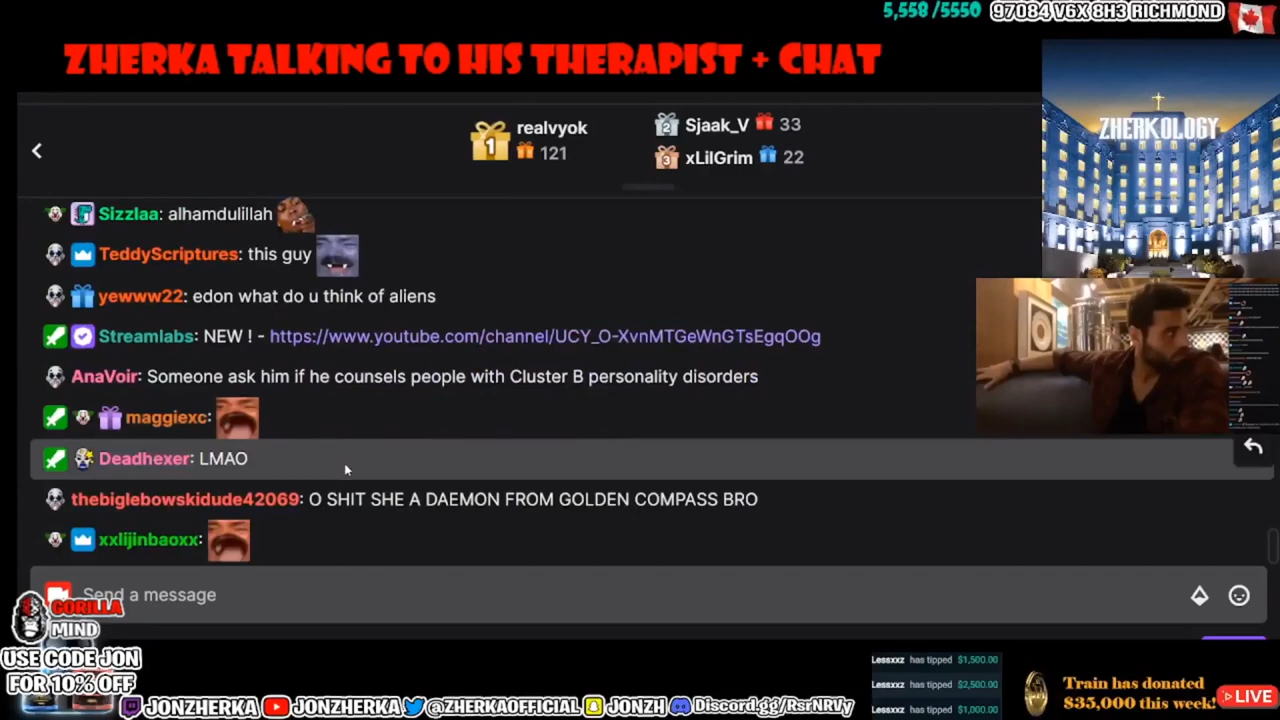 5,558 /5550
97084 V6X 8H3 RICHMOND
ZHERKA TALKING TO HIS THERAPIST + CHAT
ZHERKOLOGY
1
realvyok
121
2 Sjaak_V 33
3 xLilGrim 22
Sizzlaa: alhamdulillah
TeddyScriptures: this guy
yewww22: edon what do u think of aliens
Streamlabs: NEW ! - https://www.youtube.com/channel/UCY_O-XvnMTGeWnGTsEgqOOg
AnaVoir: Someone ask him if he counsels people with Cluster B personality disorders
maggiexc:
Deadhexer: LMAO
thebiglebowskidude42069: O SHIT SHE A DAEMON FROM GOLDEN COMPASS BRO
xxlijinbaoxx:
Send a message
GORILLA
MIND
USE CODE JON
FOR 10% OFF
JONZHERKA JONZHERKA @ZHERKAOFFICIAL JONZH Discord.gg/RsrNRVy
Lessxxz has tipped $1,500.00
Lessxxz has tipped $2,500.00
Lessxxz has tipped $1,000.00
Train has donated
$35,000 this week!
LIVE